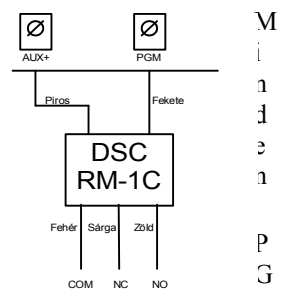 AUX+ PGM
Piros Fekete
DSC
RM-1C
Fehér Sárga Zöld
COM NC NO
M
i
n
d
e
n
P
G